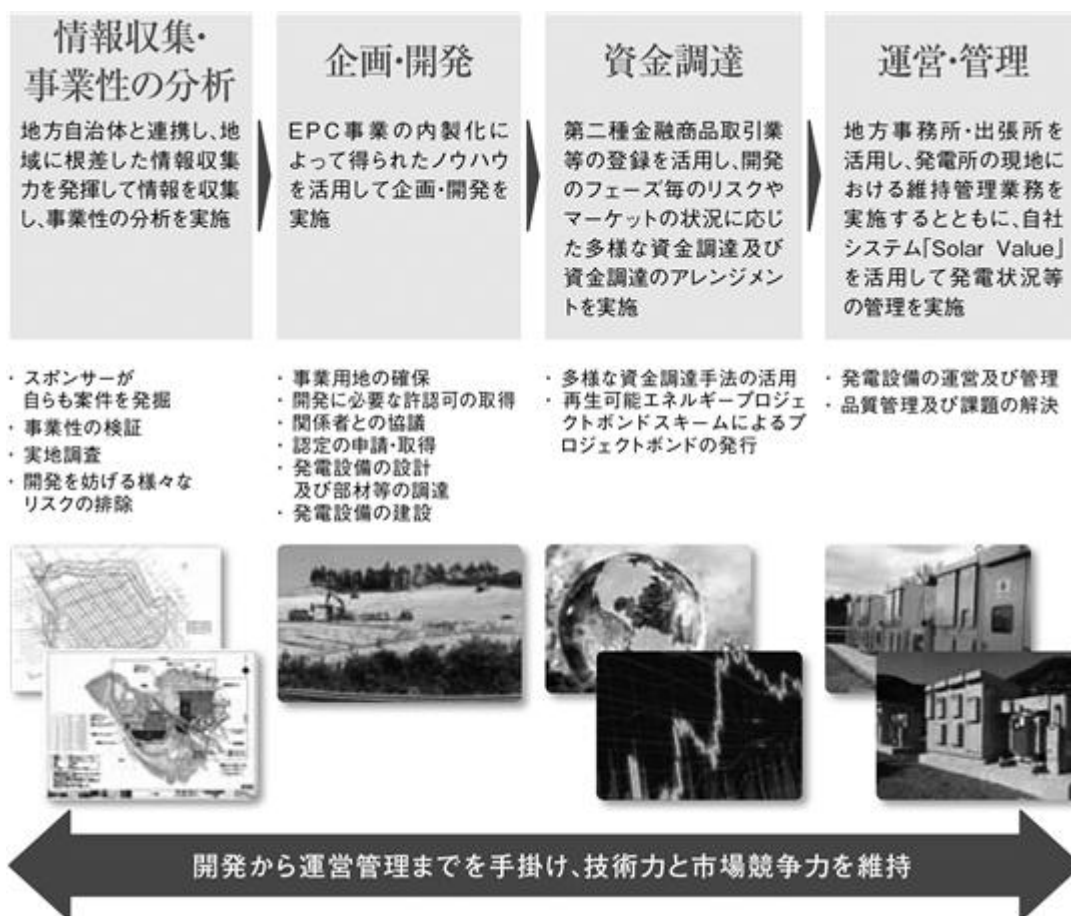 情報収集・
事業性の分析
地方自治体と連携し、地
域に根差した情報収集
力を発揮して情報を収集
し、事業性の分析を実施
企画・開発
EPC事業の内製化に
よって得られたノウハウ
を活用して企画・開発を
実施
資金調達
第二種金融商品取引業
等の登録を活用し、開発
のフェーズ毎のリスクや
マーケットの状況に応じ
た多様な資金調達及び
資金調達のアレンジメン
トを実施
運営・管理
地方事務所・出張所を
活用し、発電所の現地に
おける維持管理業務を
実施するとともに、自社
システム「Solar Value」
を活用して発電状況等
の管理を実施
・ スポンサーが
自らも案件を発掘
・ 事業性の検証
・ 実地調査
・ 開発を妨げる様々な
リスクの排除
・ 事業用地の確保
・ 開発に必要な許認可の取得
・ 関係者との協議
・ 認定の申請・取得
・ 発電設備の設計
及び部材等の調達
・ 発電設備の建設
・ 多様な資金調達手法の活用
・ 再生可能エネルギープロジェ
クトボンドスキームによるプ
ロジェクトボンドの発行
・ 発電設備の運営及び管理
・ 品質管理及び課題の解決
開発から運営管理までを手掛け、技術力と市場競争力を維持